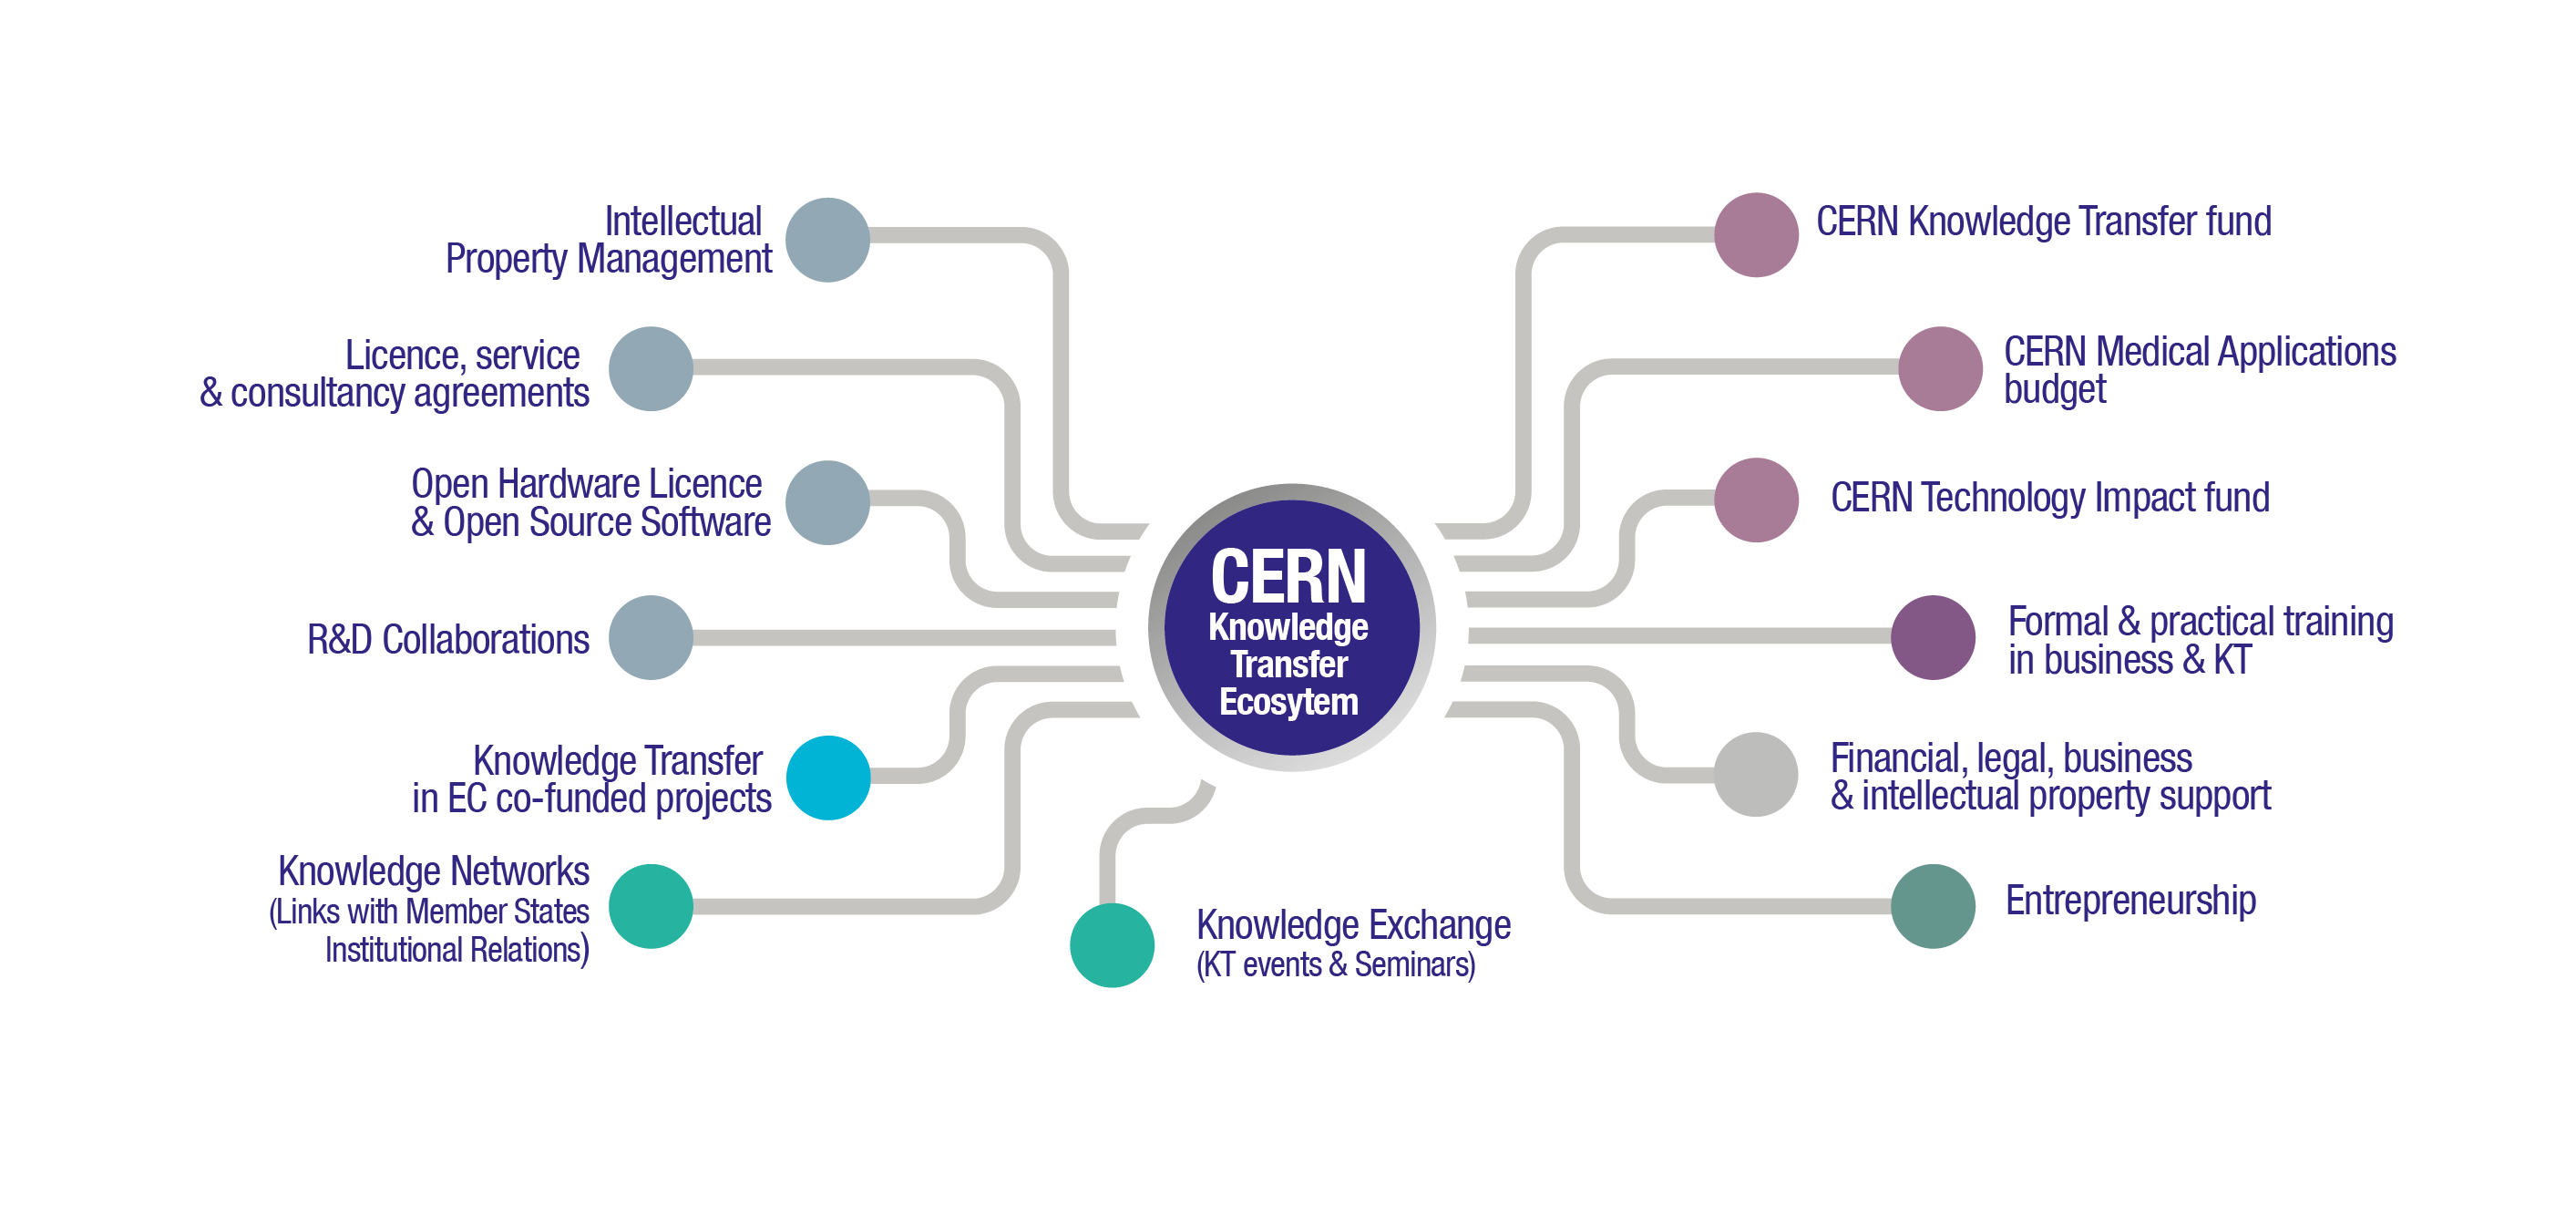 Intellectual
Property Management
Licence, service
& consultancy agreements
Open Hardware Licence
& Open Source Software
R&D Collaborations
Knowledge Transfer
in EC co-funded projects
Knowledge Networks
(Links with Member States
Institutional Relations)
CERN
Knowledge
Transfer
Ecosytem
Knowledge Exchange
(KT events & Seminars)
CERN Knowledge Transfer fund
CERN Medical Applications
budget
CERN Technology Impact fund
Formal & practical training
in business & KT
Financial, legal, business
& intellectual property support
Entrepreneurship